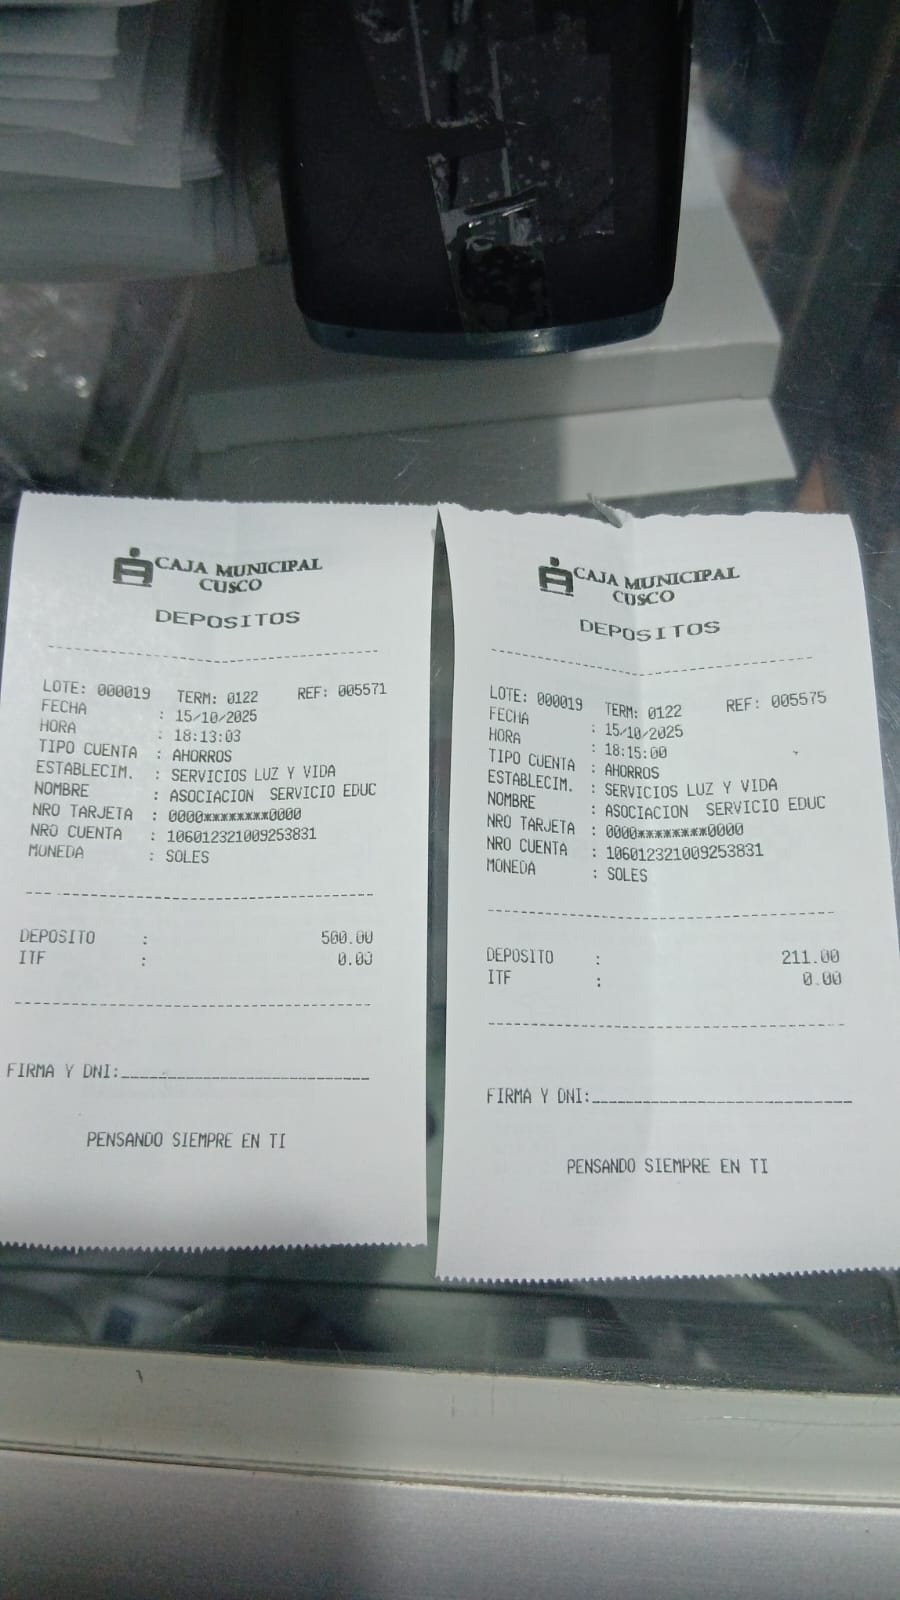 CAJA MUNICIPAL
CUSCO
DEPOSITOS
LOTE: 000019 TERM: 0122 REF: 005571
FECHA : 15/10/2025
HORA : 18:13:03
TIPO CUENTA : AHORROS
ESTABLECIM. : SERVICIOS LUZ Y VIDA
NOMBRE : ASOCIACION SERVICIO EDUC
NRO TARJETA : 0000********0000
NRO CUENTA : 106012321009253831
MONEDA : SOLES
DEPOSITO : 500.00
ITF : 0.00
FIRMA Y DNI:
PENSANDO SIEMPRE EN TI
CAJA MUNICIPAL
CUSCO
DEPOSITOS
LOTE: 000019 TERM: 0122 REF: 005575
FECHA : 15/10/2025
HORA : 18:15:00
TIPO CUENTA : AHORROS
ESTABLECIM. : SERVICIOS LUZ Y VIDA
NOMBRE : ASOCIACION SERVICIO EDUC
NRO TARJETA : 0000********0000
NRO CUENTA : 106012321009253831
MONEDA : SOLES
DEPOSITO : 211.00
ITF : 0.00
FIRMA Y DNI:
PENSANDO SIEMPRE EN TI